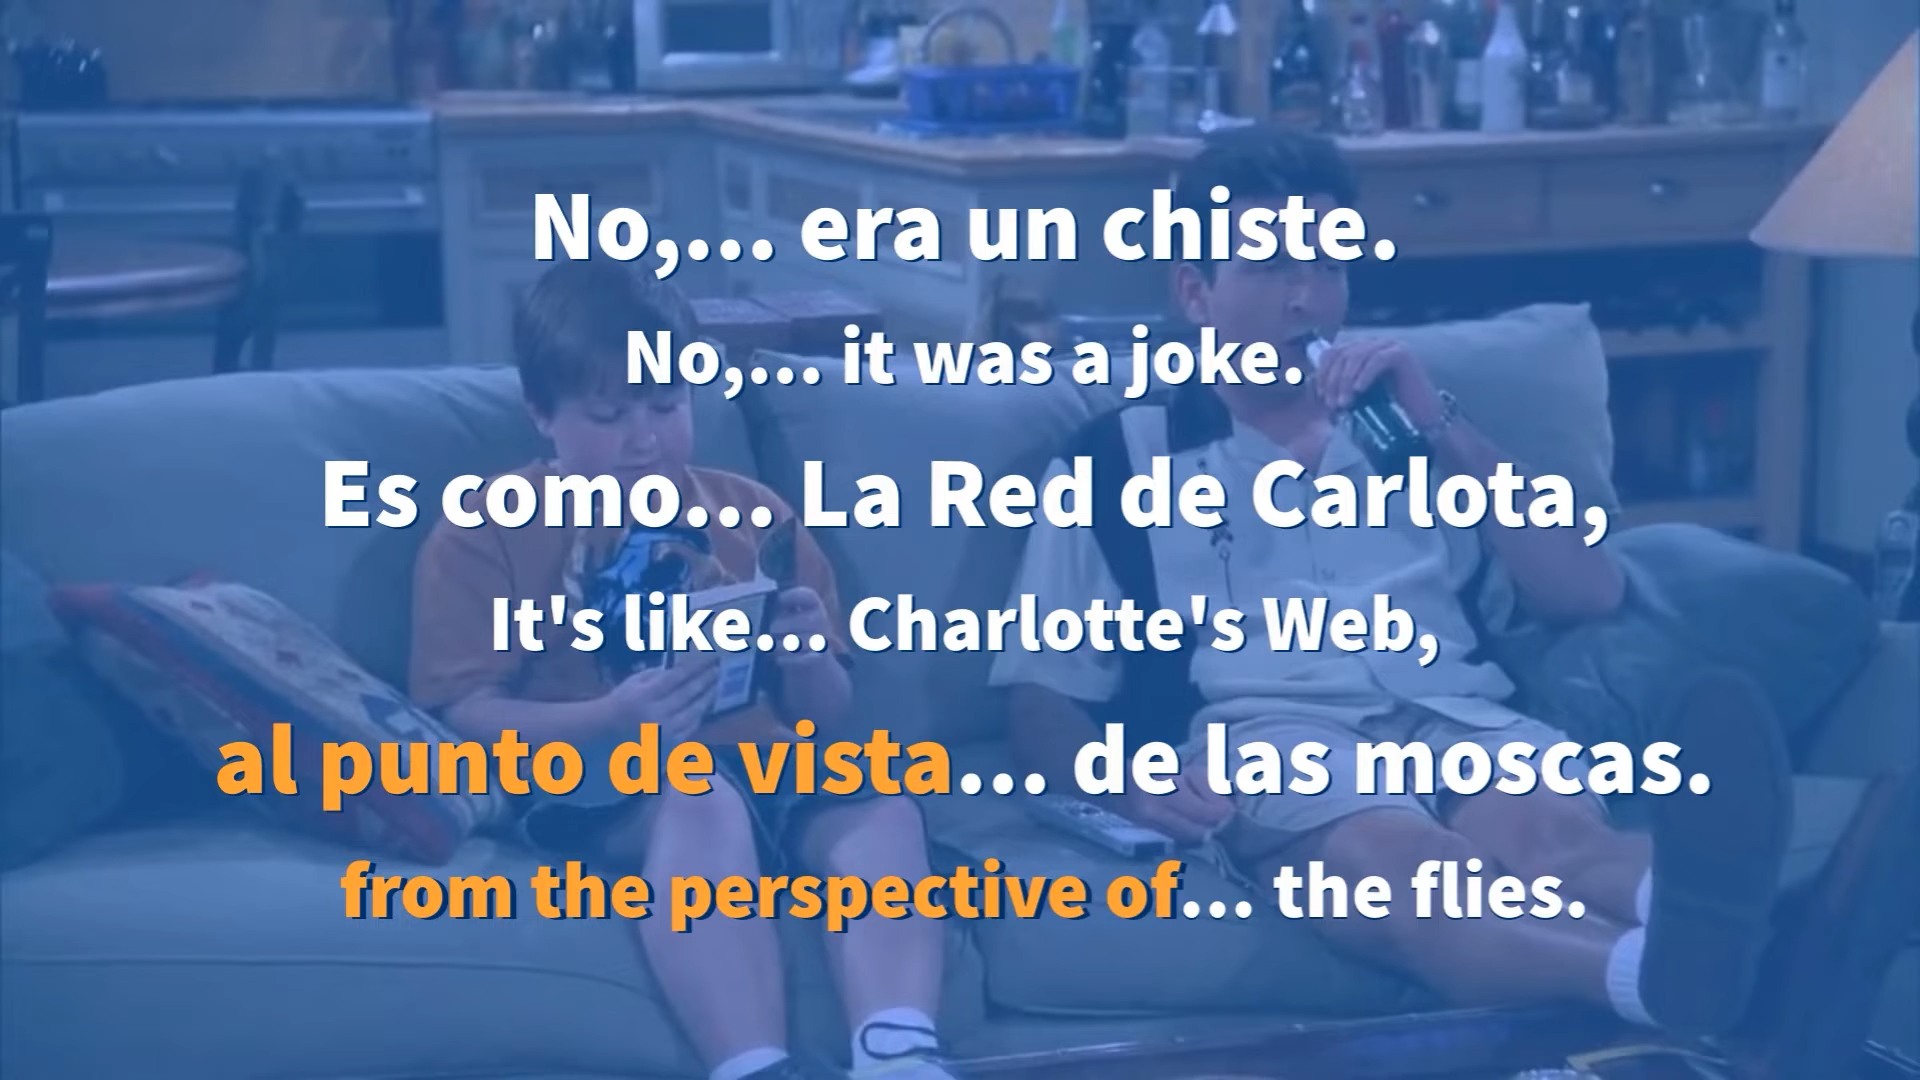 No,... era un chiste.
No,... it was a joke.
Es como... La Red de Carlota,
It's like... Charlotte's Web,
al punto de vista... de las moscas.
from the perspective of... the flies.